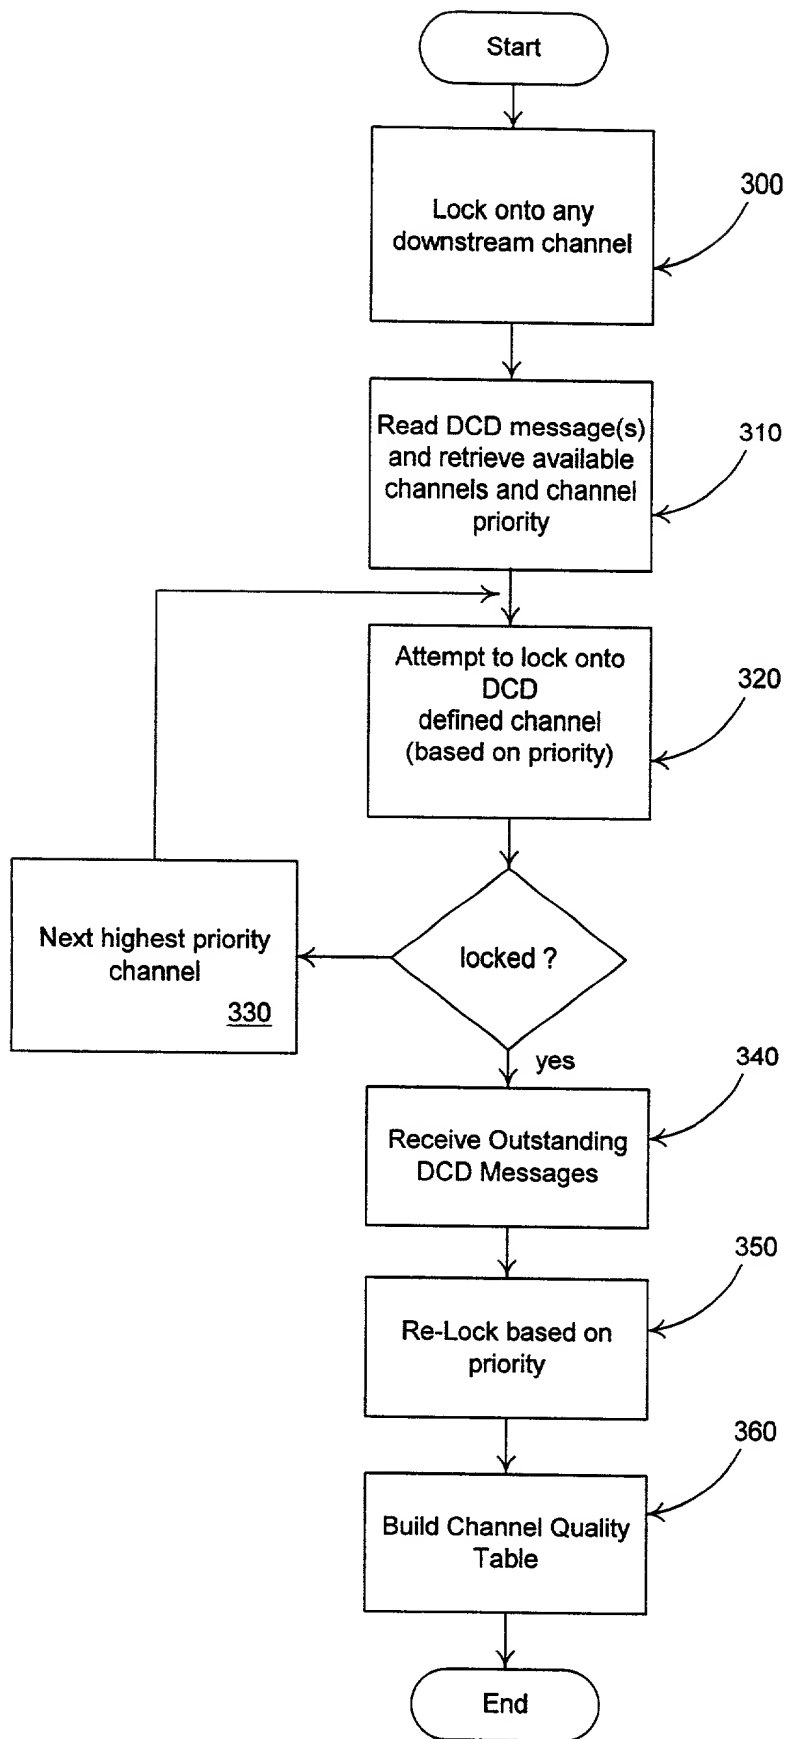 Start
Lock onto any
downstream channel
300
Read DCD message(s)
and retrieve available
channels and channel
priority
310
Attempt to lock onto
DCD
defined channel
(based on priority)
320
Next highest priority
channel
330
locked ?
yes
340
Receive Outstanding
DCD Messages
350
Re-Lock based on
priority
360
Build Channel Quality
Table
End